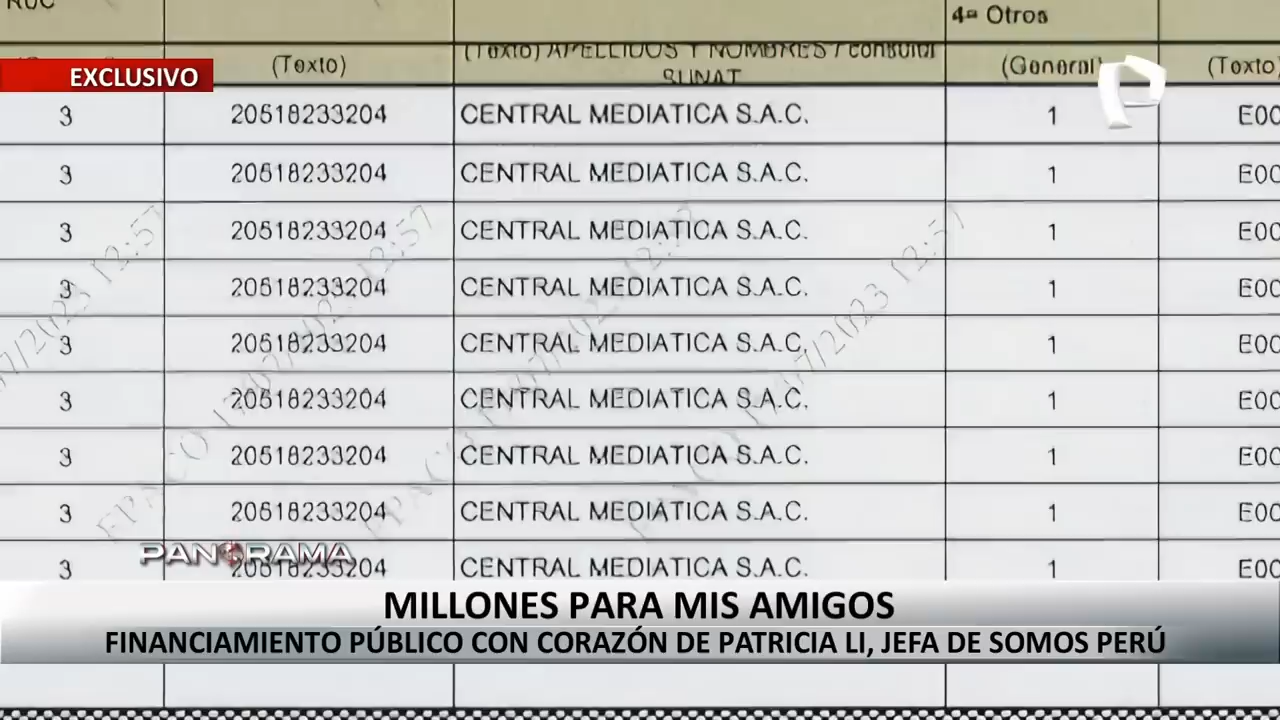 RUC
4ª Otros
(Texto)
(Texto) APELLIDOS Y NOMBRES / consultar
SUNAT
(General)
(Texto)
EXCLUSIVO
3 20518233204 CENTRAL MEDIATICA S.A.C. 1 E00
3 20518233204 CENTRAL MEDIATICA S.A.C. 1 E00
3 20518233204 CENTRAL MEDIATICA S.A.C. 1 E00
3 20518233204 CENTRAL MEDIATICA S.A.C. 1 E00
3 20518233204 CENTRAL MEDIATICA S.A.C. 1 E00
3 20518233204 CENTRAL MEDIATICA S.A.C. 1 E00
3 20518233204 CENTRAL MEDIATICA S.A.C. 1 E00
3 20518233204 CENTRAL MEDIATICA S.A.C. 1 E00
3 20518233204 CENTRAL MEDIATICA S.A.C. 1 E00
PANORAMA
MILLONES PARA MIS AMIGOS
FINANCIAMIENTO PÚBLICO CON CORAZÓN DE PATRICIA LI, JEFA DE SOMOS PERÚ